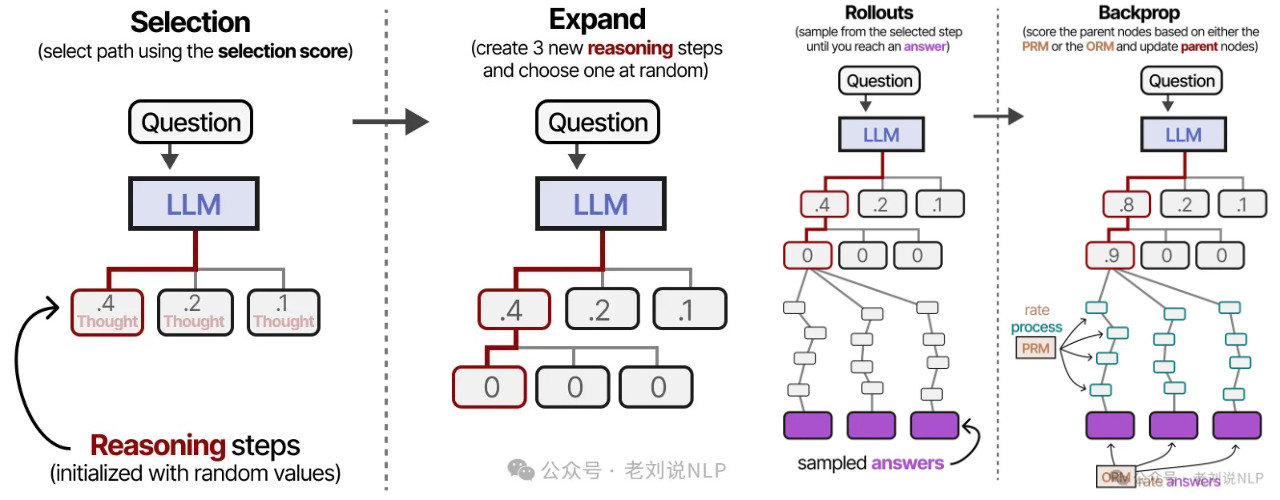 Selection
(select path using the selection score)
Question
LLM
.4
Thought
.2
Thought
.1
Thought
Reasoning steps
(initialized with random values)
Expand
(create 3 new reasoning steps
and choose one at random)
Question
LLM
.4
.2
.1
0
0
0
公众号 · 老刘说NLP
Rollouts
(sample from the selected step
until you reach an answer)
Question
LLM
.4
.2
.1
0
0
0
sampled answers
Backprop
(score the parent nodes based on either the
PRM or the ORM and update parent nodes)
Question
LLM
.8
.2
.1
.9
0
0
rate
process
PRM
ORM
rate answers
公众号 · 老刘说NLP